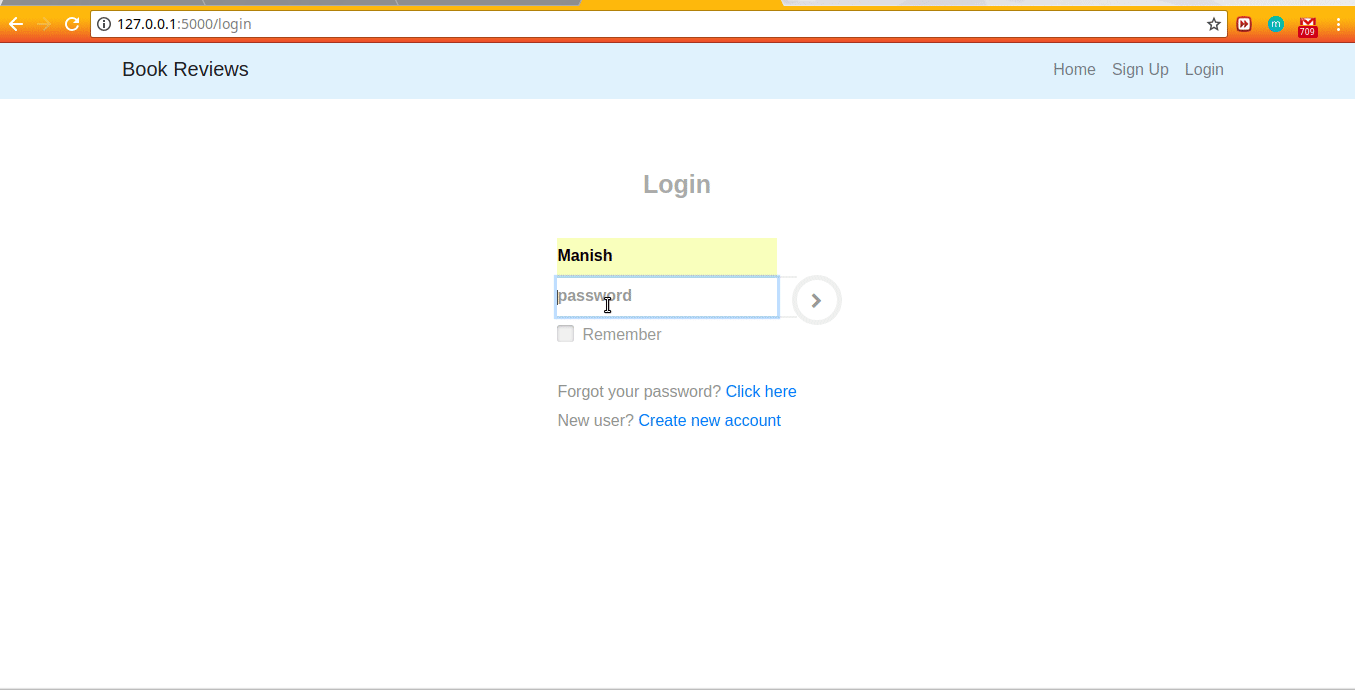 127.0.0.1:5000/login
m
709
Book Reviews
Home Sign Up Login
Login
Manish
password
Remember
Forgot your password? Click here
New user? Create new account